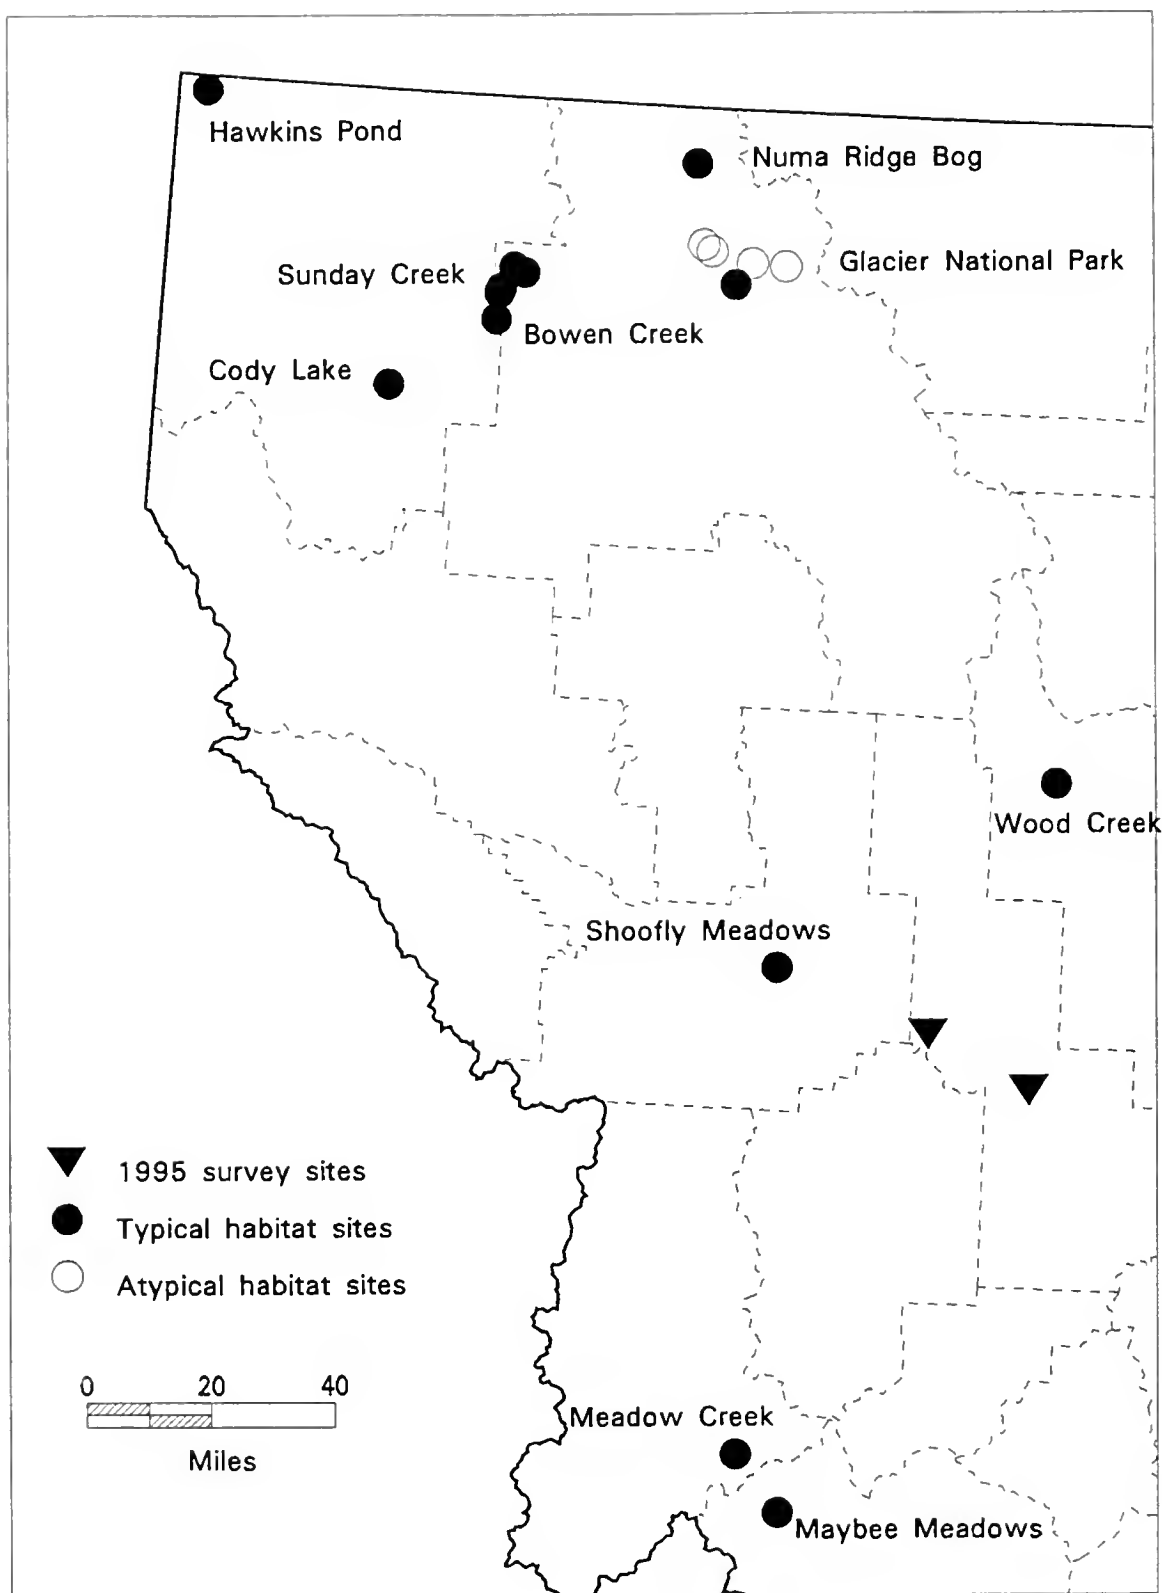 Hawkins Pond
Numa Ridge Bog
Glacier National Park
Sunday Creek
Bowen Creek
Cody Lake
Wood Creek
Shoofly Meadows
1995 survey sites
Typical habitat sites
Atypical habitat sites
0 20 40
Miles
Meadow Creek
Maybee Meadows